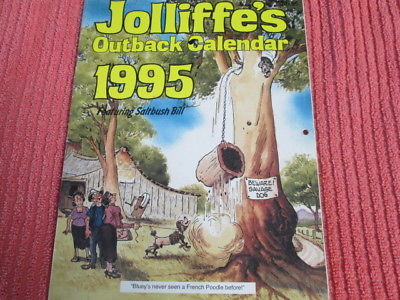 Jolliffe's
Outback Calendar
1995
Featuring Saltbush Bill
BEWARE!
SAVAGE
DOG
"Bluey's never seen a French Poodle before!"